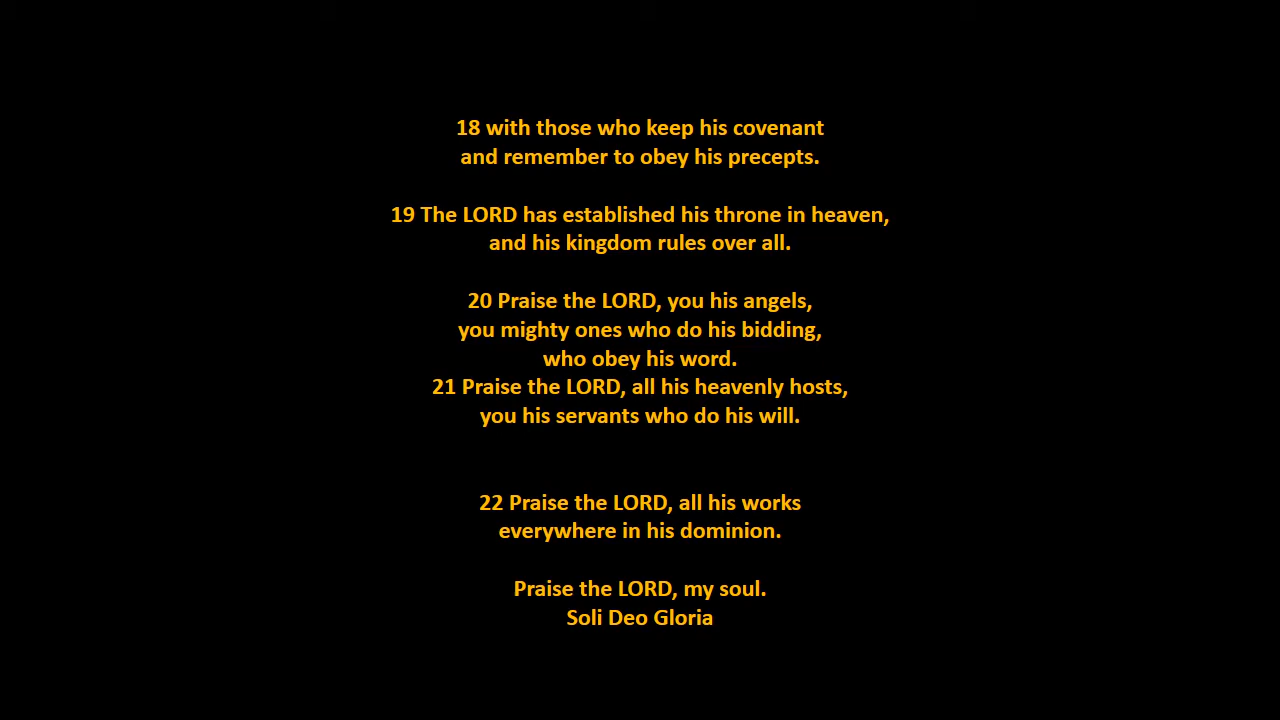 18 with those who keep his covenant
and remember to obey his precepts.
19 The LORD has established his throne in heaven,
and his kingdom rules over all.
20 Praise the LORD, you his angels,
you mighty ones who do his bidding,
who obey his word.
21 Praise the LORD, all his heavenly hosts,
you his servants who do his will.
22 Praise the LORD, all his works
everywhere in his dominion.
Praise the LORD, my soul.
Soli Deo Gloria